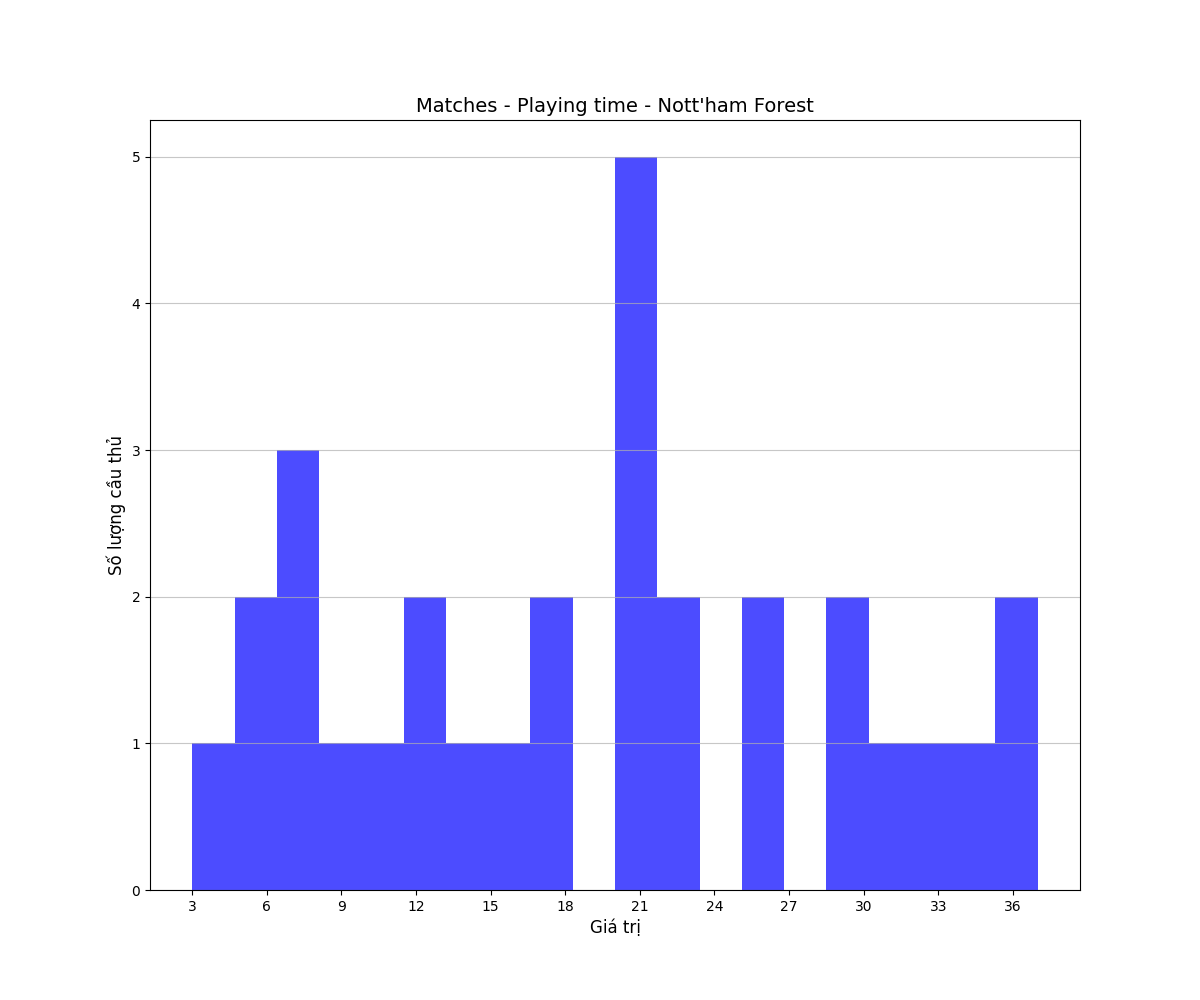 Matches - Playing time - Nott'ham Forest
5
4
3
2
1
0
Số lượng cầu thủ
3 6 9 12 15 18 21 24 27 30 33 36
Giá trị